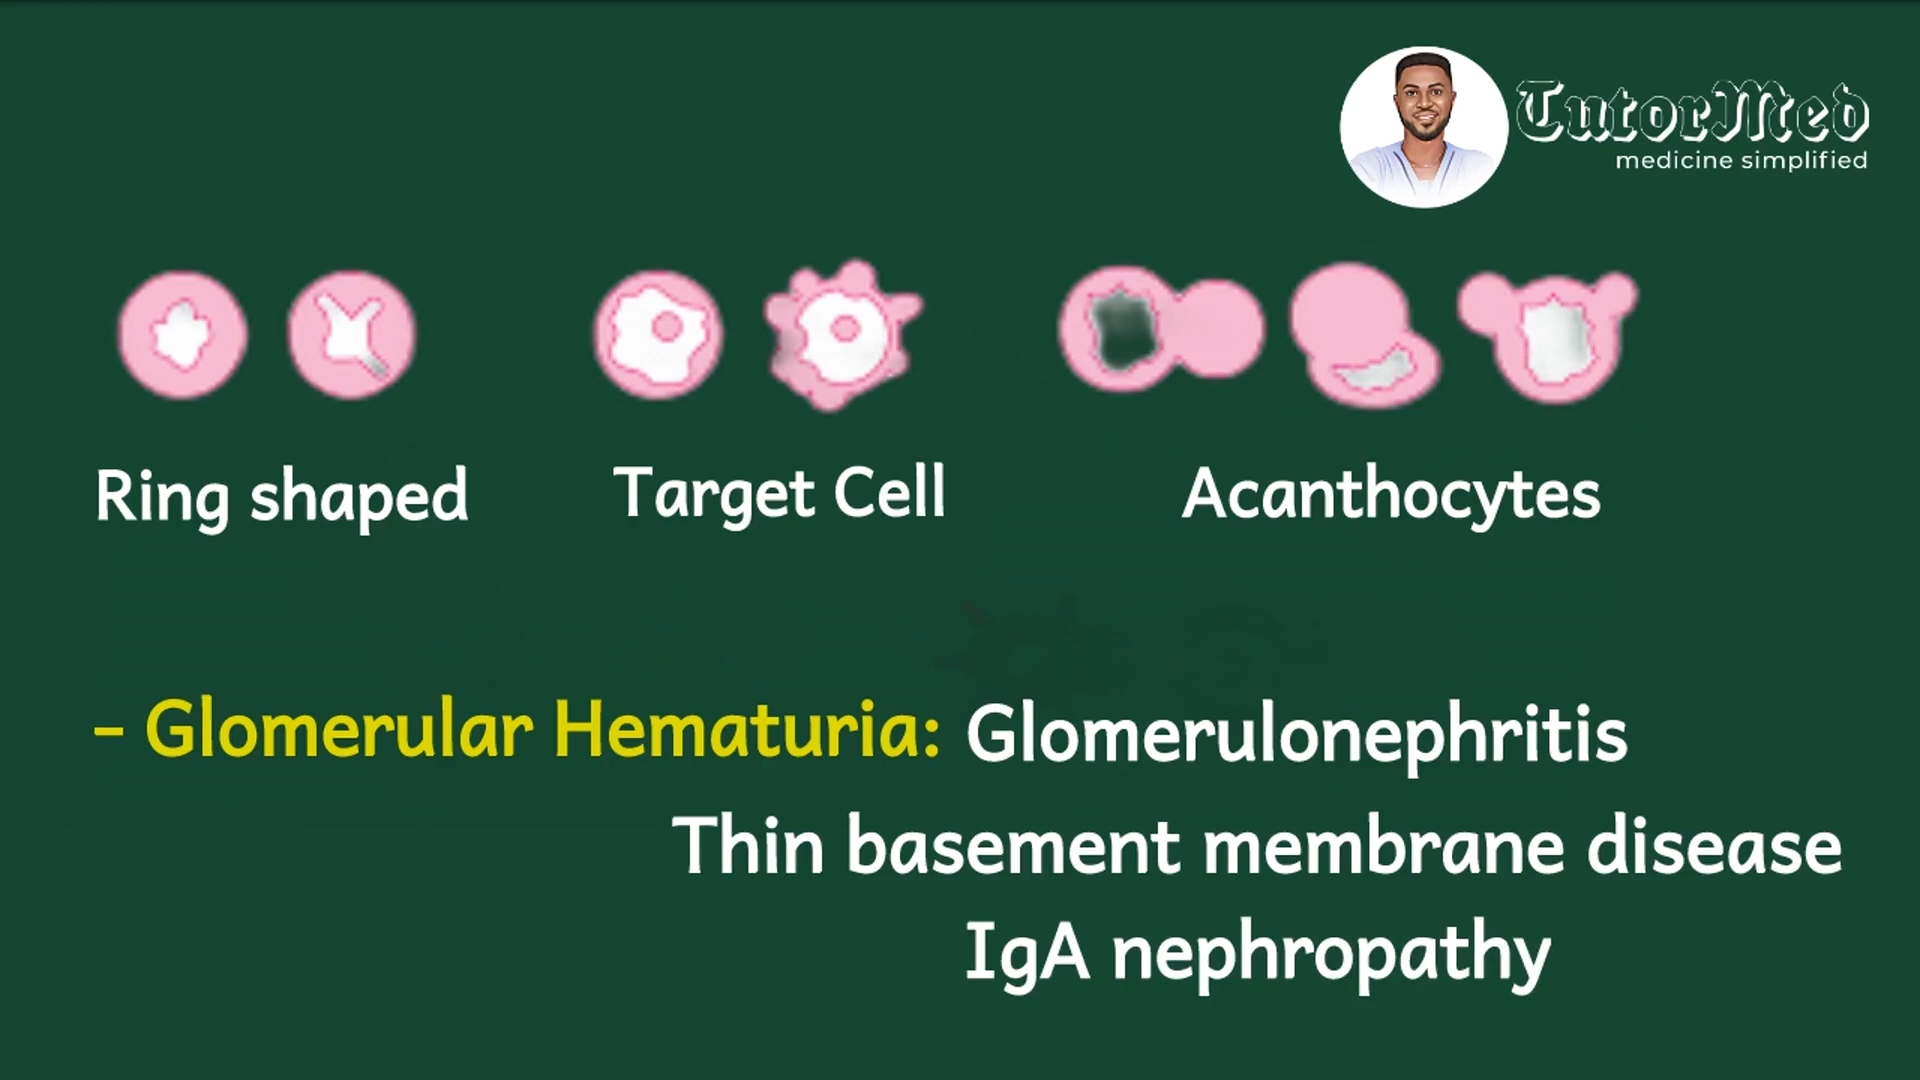 TutorMed
medicine simplified
Ring shaped
Target Cell
Acanthocytes
- Glomerular Hematuria: Glomerulonephritis
Thin basement membrane disease
IgA nephropathy